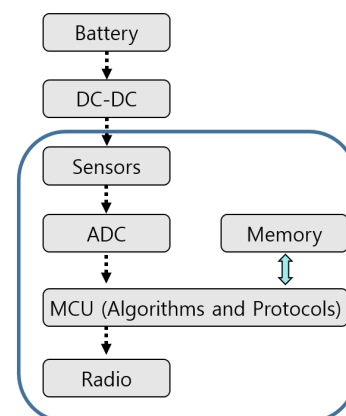 Battery
DC-DC
Sensors
ADC
Memory
MCU (Algorithms and Protocols)
Radio